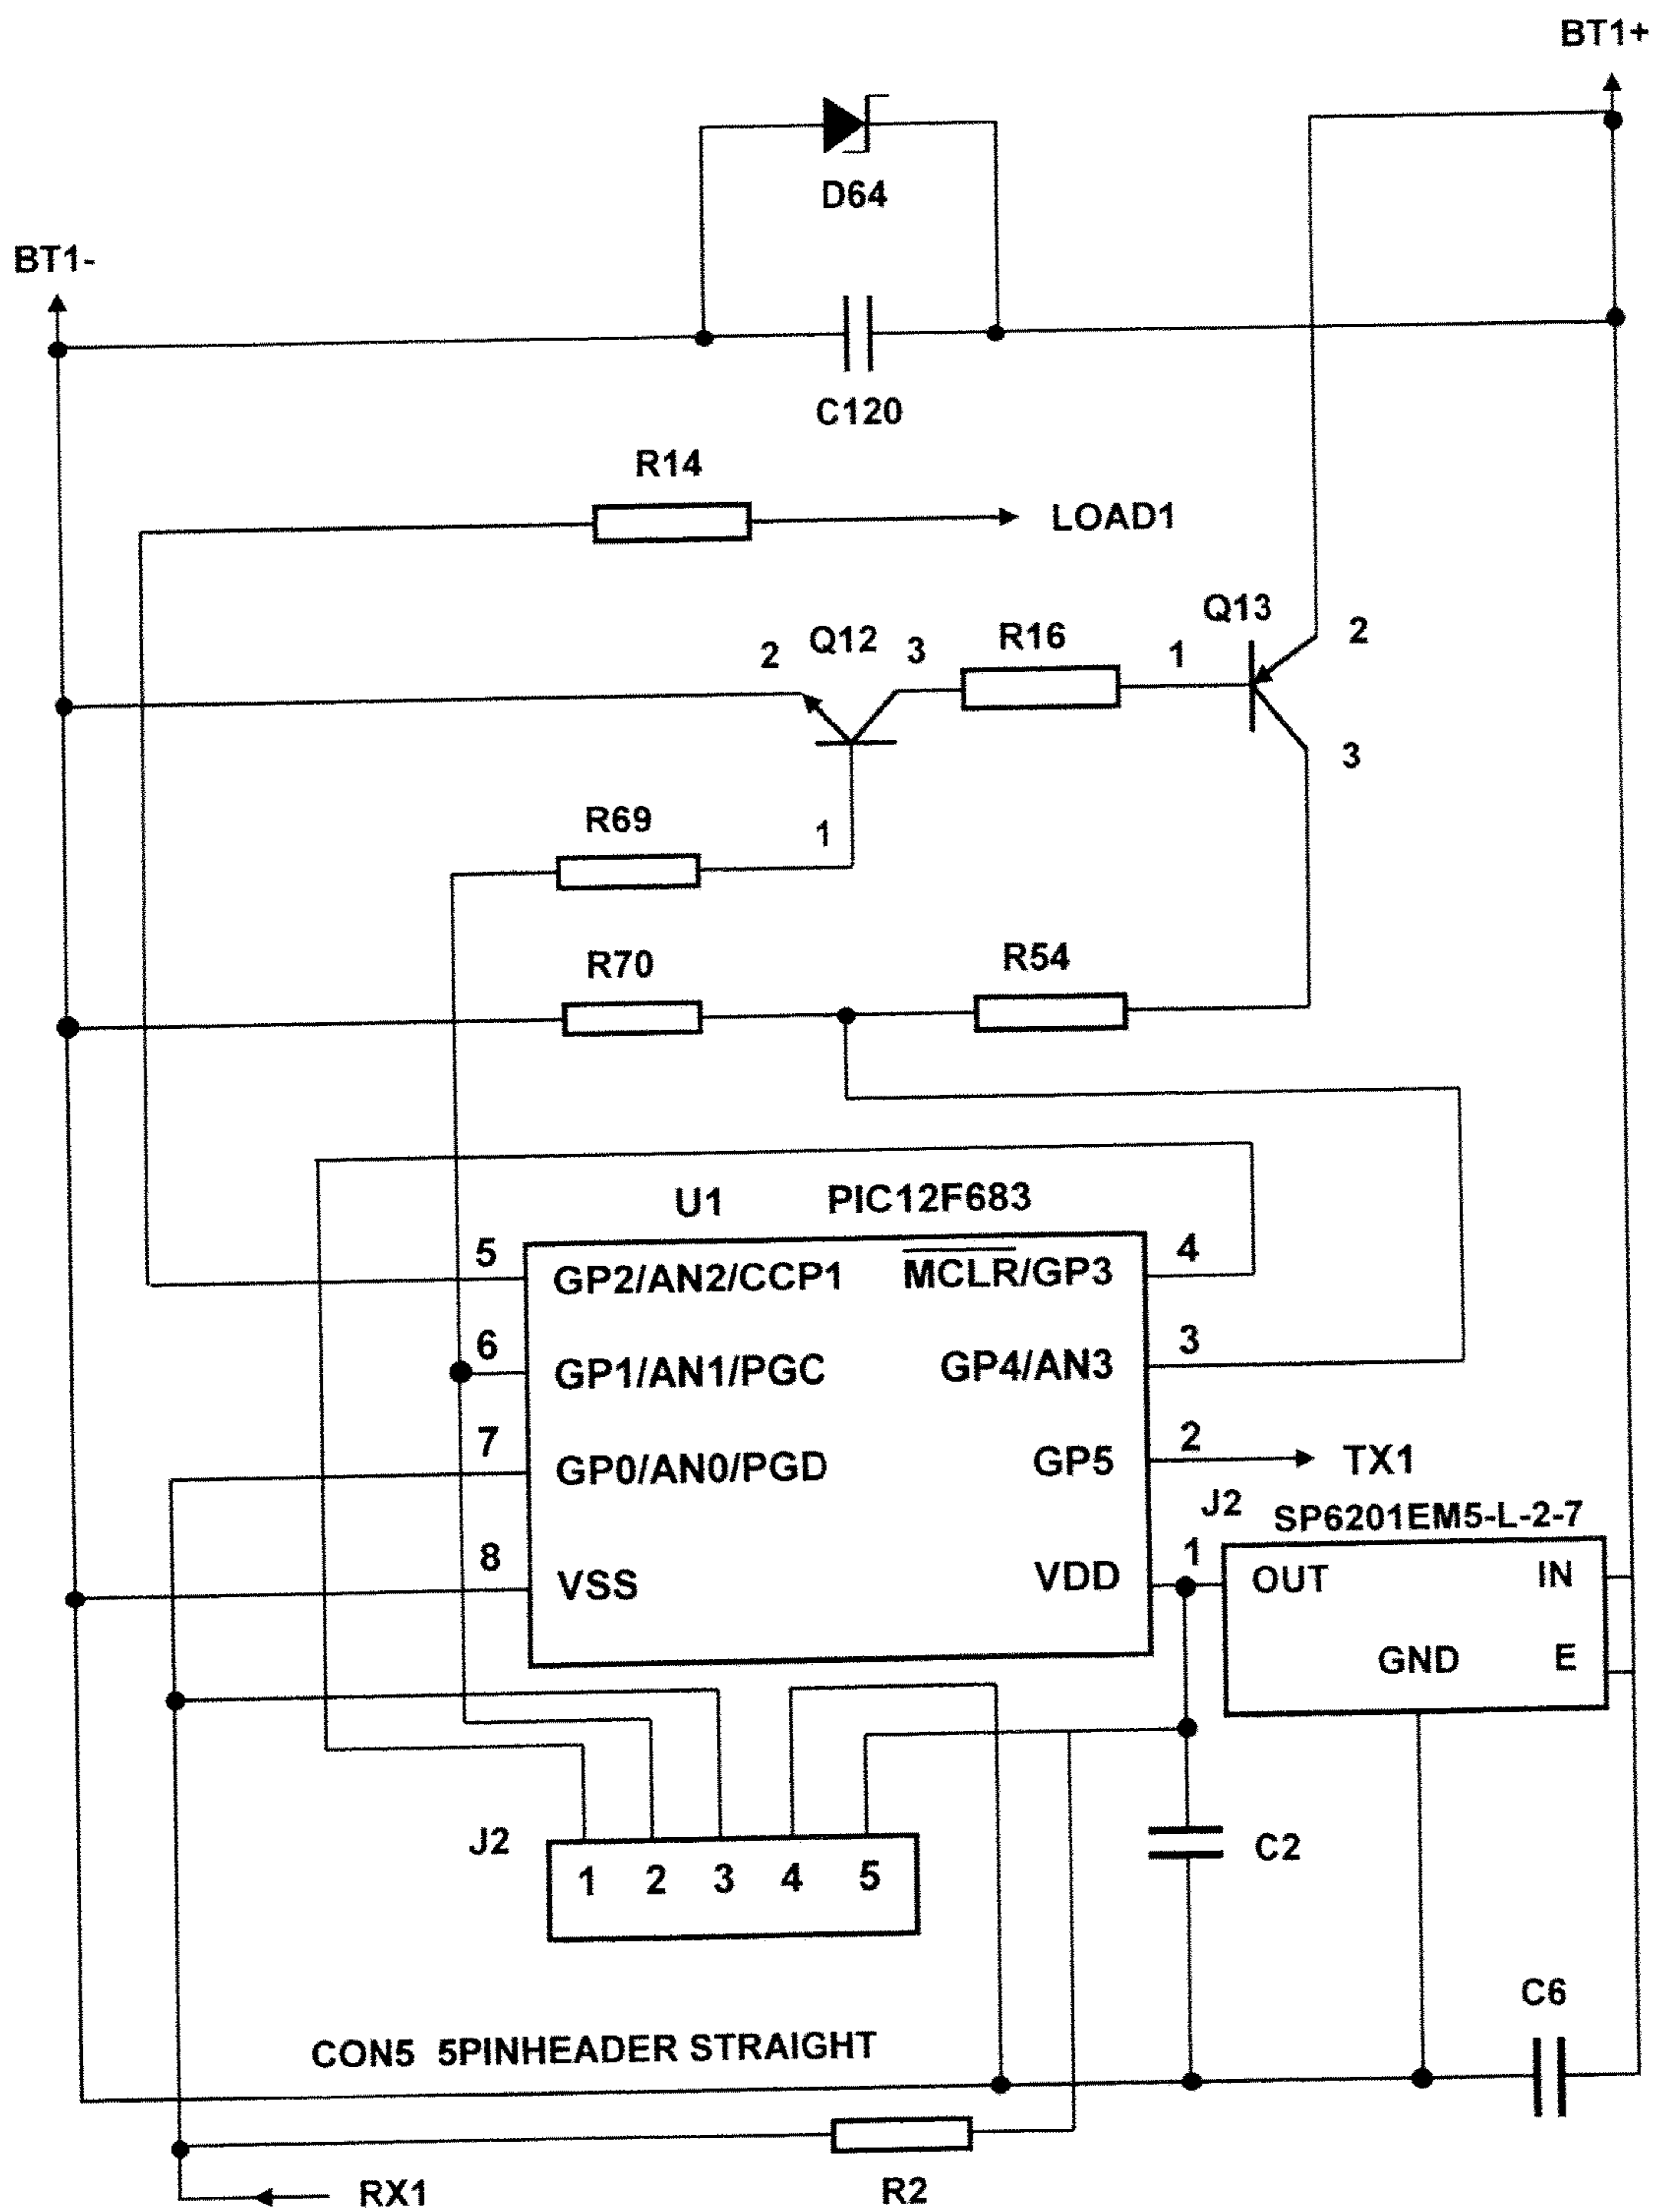 BT1+
D64
BT1-
C120
R14
LOAD1
Q13
2
Q12
3
R16
1
2
3
R69
1
R70
R54
U1 PIC12F683
5
GP2/AN2/CCP1
MCLR/GP3
4
6
GP1/AN1/PGC
GP4/AN3
3
7
GP0/AN0/PGD
GP5
2
TX1
J2
SP6201EM5-L-2-7
8
VSS
VDD
1
OUT
IN
GND
E
J2
1 2 3 4 5
C2
C6
CON5 5PINHEADER STRAIGHT
RX1
R2